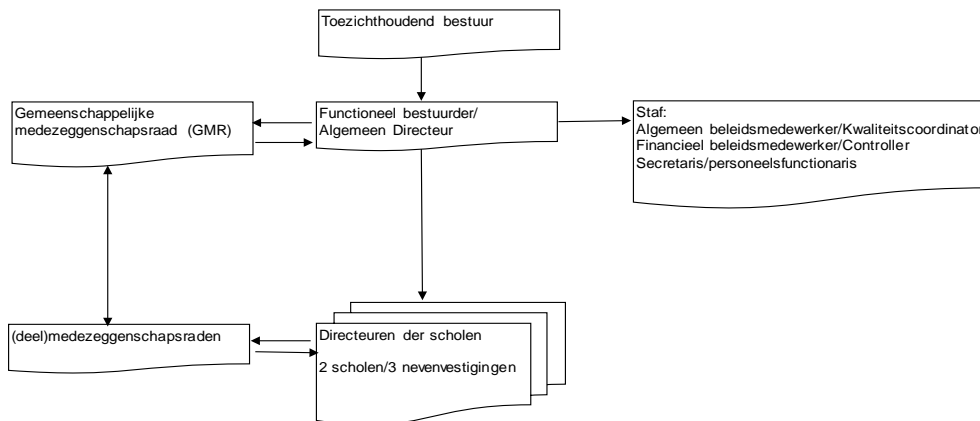 Toezichthoudend bestuur
Gemeenschappelijke
medezeggenschapsraad (GMR)
Functioneel bestuurder/
Algemeen Directeur
Staf:
Algemeen beleidsmedewerker/Kwaliteitscoordinator
Financieel beleidsmedewerker/Controller
Secretaris/personeelsfunctionaris
(deel)medezeggenschapsraden
Directeuren der scholen
2 scholen/3 nevenvestigingen